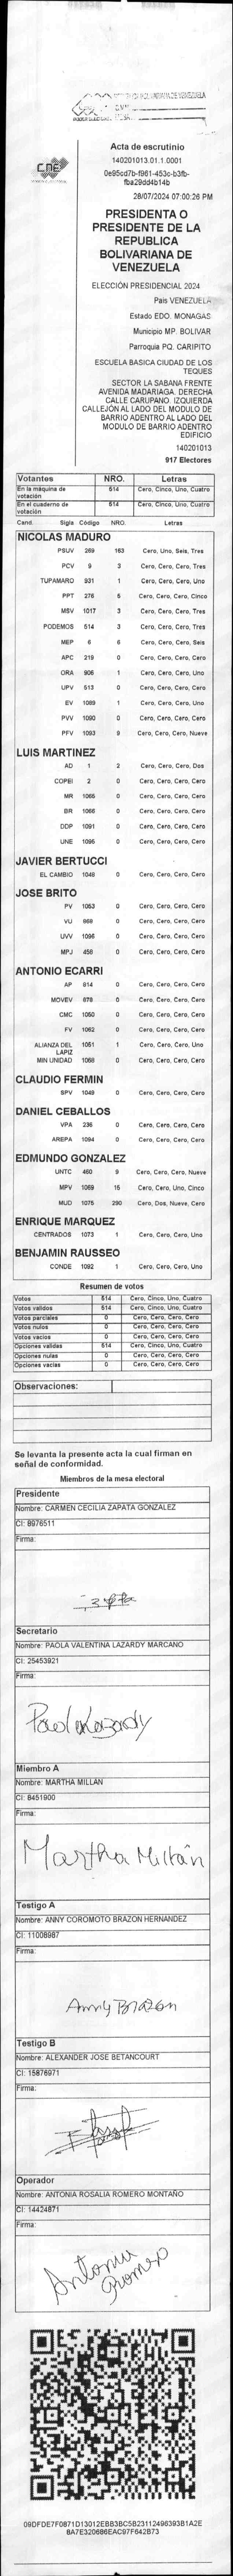 CNE
Acta de escrutinio
140201013.01.1.0001
0e95cd7b-f961-453c-b3fb-
fba29dd4b14b
28/07/2024 07:00:26 PM
PRESIDENTA O
PRESIDENTE DE LA
REPUBLICA
BOLIVARIANA DE
VENEZUELA
ELECCIÓN PRESIDENCIAL 2024
Pais VENEZUELA
Estado EDO. MONAGAS
Municipio MP. BOLIVAR
Parroquia PQ. CARIPITO
ESCUELA BASICA CIUDAD DE LOS
TEQUES
SECTOR LA SABANA FRENTE
AVENIDA MADARIAGA. DERECHA
CALLE CARUPANO. IZQUIERDA
CALLEJÓN AL LADO DEL MODULO DE
BARRIO ADENTRO AL LADO DEL
MODULO DE BARRIO ADENTRO
EDIFICIO
140201013
917 Electores
Votantes NRO. Letras
En la máquina de votación 514 Cero, Cinco, Uno, Cuatro
En el cuaderno de votación 514 Cero, Cinco, Uno, Cuatro
Cand. Sigla Código NRO. Letras
NICOLAS MADURO
PSUV 269 163 Cero, Uno, Seis, Tres
PCV 9 3 Cero, Cero, Cero, Tres
TUPAMARO 931 1 Cero, Cero, Cero, Uno
PPT 276 5 Cero, Cero, Cero, Cinco
MSV 1017 3 Cero, Cero, Cero, Tres
PODEMOS 514 3 Cero, Cero, Cero, Tres
MEP 6 6 Cero, Cero, Cero, Seis
APC 219 0 Cero, Cero, Cero, Cero
ORA 906 1 Cero, Cero, Cero, Uno
UPV 513 0 Cero, Cero, Cero, Cero
EV 1089 1 Cero, Cero, Cero, Uno
PVV 1090 0 Cero, Cero, Cero, Cero
PFV 1093 Cero, Cero, Cero, Nueve
LUIS MARTINEZ
AD 1 2 Cero, Cero, Cero, Dos
COPEI 2 0 Cero, Cero, Cero, Cero
MR 1065 0 Cero, Cero, Cero, Cero
BR 1066 0 Cero, Cero, Cero, Cero
DDP 1091 0 Cero, Cero, Cero, Cero
UNE 1095 0 Cero, Cero, Cero, Cero
JAVIER BERTUCCI
EL CAMBIO 1048 0 Cero, Cero, Cero, Cero
JOSE BRITO
PV 1053 0 Cero, Cero, Cero, Cero
VU 968 0 Cero, Cero, Cero, Cero
UVV 1096 0 Cero, Cero, Cero, Cero
MPJ 458 0 Cero, Cero, Cero, Cero
ANTONIO ECARRI
AP 814 0 Cero, Cero, Cero, Cero
MOVEV 878 0 Cero, Cero, Cero, Cero
CMC 1050 0 Cero, Cero, Cero, Cero
FV 1052 0 Cero, Cero, Cero, Cero
ALIANZA DEL LAPIZ 1051 1 Cero, Cero, Cero, Uno
MIN UNIDAD 1068 0 Cero, Cero, Cero, Cero
CLAUDIO FERMIN
SPV 1049 0 Cero, Cero, Cero, Cero
DANIEL CEBALLOS
VPA 236 0 Cero, Cero, Cero, Cero
AREPA 1094 0 Cero, Cero, Cero, Cero
EDMUNDO GONZALEZ
UNTC 460 9 Cero, Cero, Cero, Nueve
MPV 1069 15 Cero, Cero, Uno, Cinco
MUD 1075 290 Cero, Dos, Nueve, Cero
ENRIQUE MARQUEZ
CENTRADOS 1073 1 Cero, Cero, Cero, Uno
BENJAMIN RAUSSEO
CONDE 1092 1 Cero, Cero, Cero, Uno
Resumen de votos
Votos 514 Cero, Cinco, Uno, Cuatro
Votos validos 514 Cero, Cinco, Uno, Cuatro
Votos parciales 0 Cero, Cero, Cero, Cero
Votos nulos 0 Cero, Cero, Cero, Cero
Votos vacios 0 Cero, Cero, Cero, Cero
Opciones validas 514 Cero, Cinco, Uno, Cuatro
Opciones nulas 0 Cero, Cero, Cero, Cero
Opciones vacias 0 Cero, Cero, Cero, Cero
Observaciones:
Se levanta la presente acta la cual firman en
señal de conformidad.
Miembros de la mesa electoral
Presidente
Nombre: CARMEN CECILIA ZAPATA GONZALEZ
CI: 8976511
Firma:
Secretario
Nombre: PAOLA VALENTINA LAZARDY MARCANO
CI: 25453921
Firma:
Paola Lazardy
Miembro A
Nombre: MARTHA MILLAN
CI: 8451900
Firma:
Martha Millán
Testigo A
Nombre: ANNY COROMOTO BRAZON HERNANDEZ
CI: 11008987
Firma:
Anny Brazon
Testigo B
Nombre: ALEXANDER JOSE BETANCOURT
CI: 15876971
Firma:
Operador
Nombre: ANTONIA ROSALIA ROMERO MONTAÑO
CI: 14424871
Firma:
Antonia
Romero
09DFDE7F0871D13012EBB3BC5B23112496393B1A2E
8A7E320686EAC97F642B73